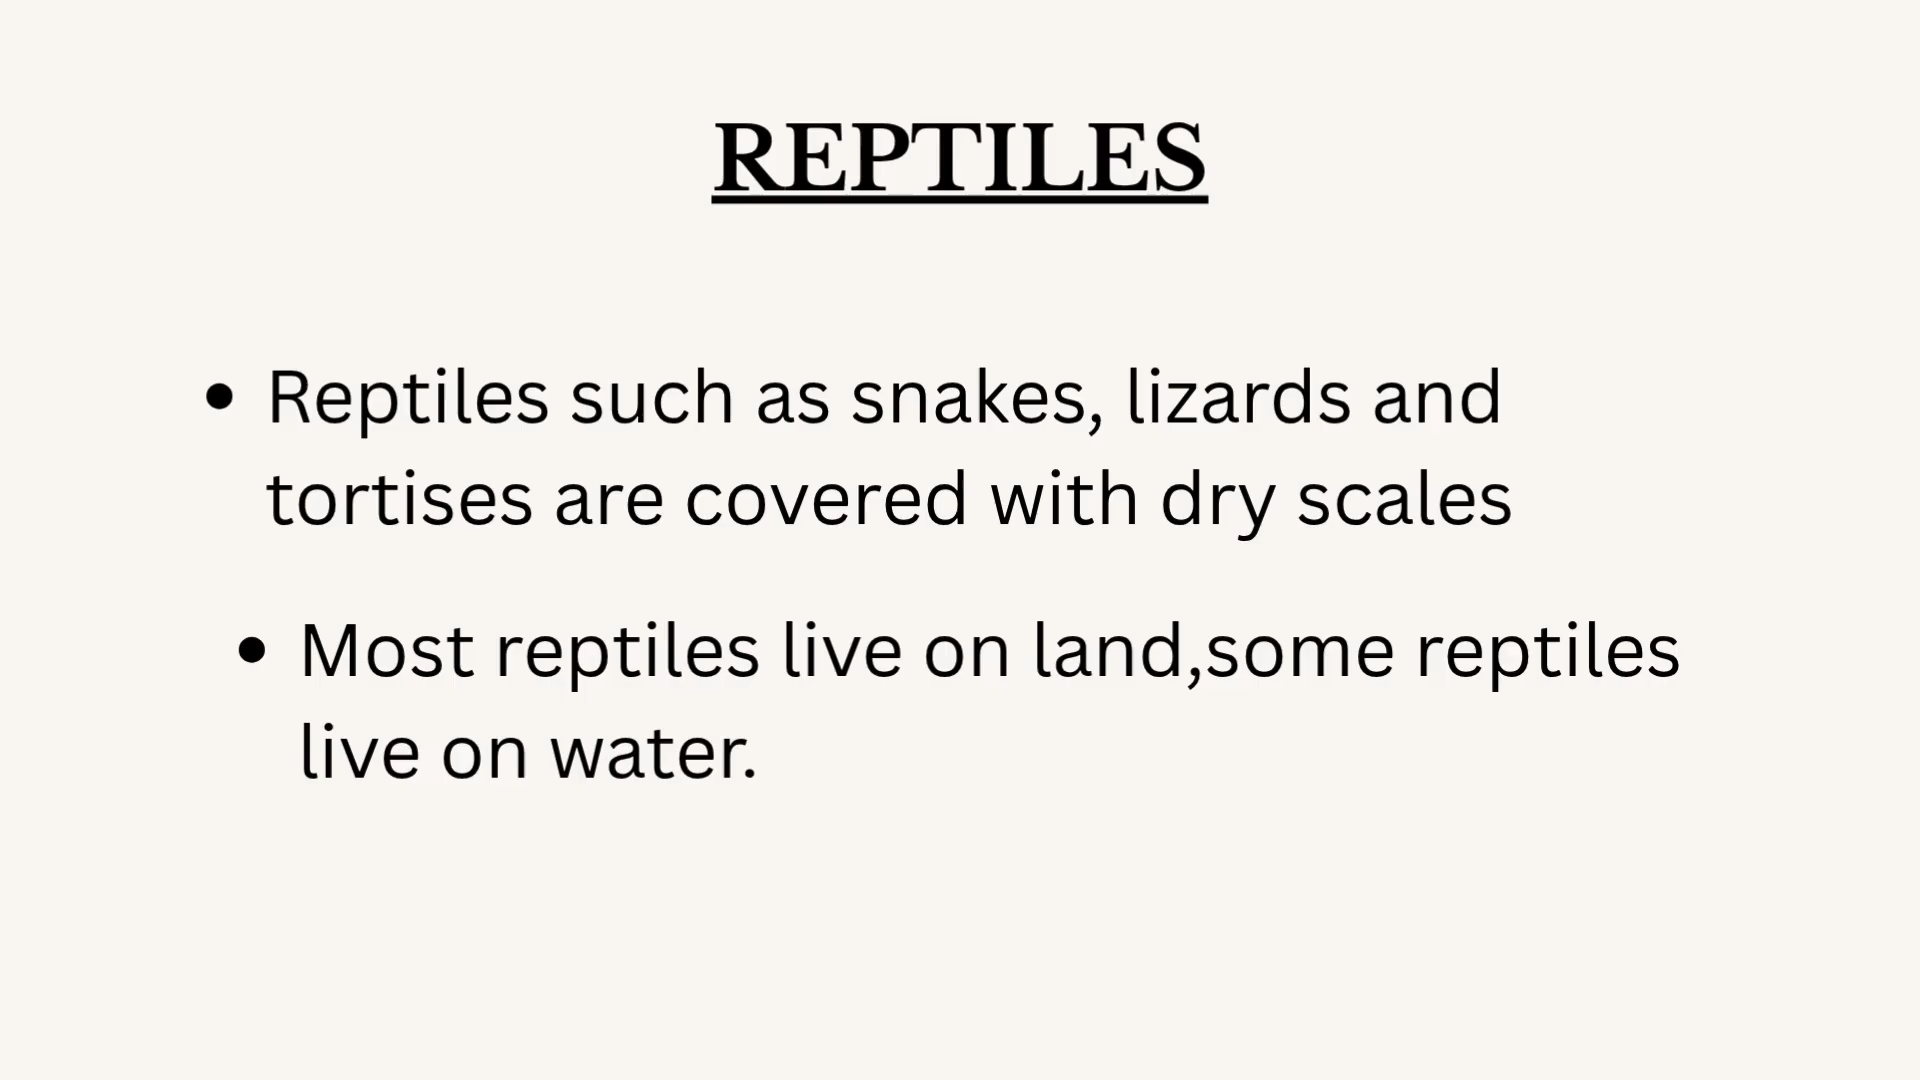 REPTILES
• Reptiles such as snakes, lizards and
tortises are covered with dry scales
• Most reptiles live on land,some reptiles
live on water.